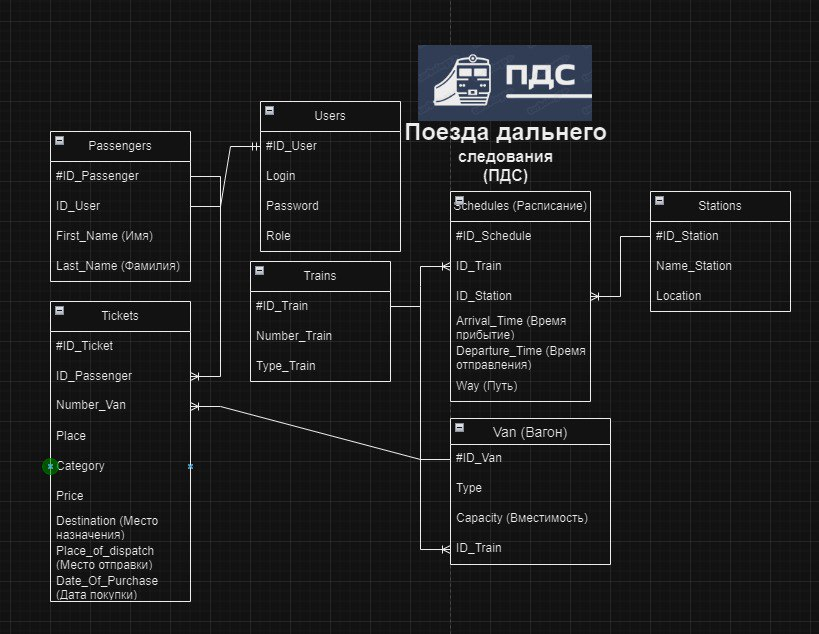 ПДС
Поезда дальнего
следования
(ПДС)
Users
#ID_User
Login
Password
Role
Passengers
#ID_Passenger
ID_User
First_Name (Имя)
Last_Name (Фамилия)
Schedules (Расписание)
#ID_Schedule
ID_Train
ID_Station
Arrival_Time (Время
прибытие)
Departure_Time (Время
отправления)
Way (Путь)
Stations
#ID_Station
Name_Station
Location
Trains
#ID_Train
Number_Train
Type_Train
Tickets
#ID_Ticket
ID_Passenger
Number_Van
Place
Category
Price
Destination (Место
назначения)
Place_of_dispatch
(Место отправки)
Date_Of_Purchase
(Дата покупки)
Van (Вагон)
#ID_Van
Type
Capacity (Вместимость)
ID_Train